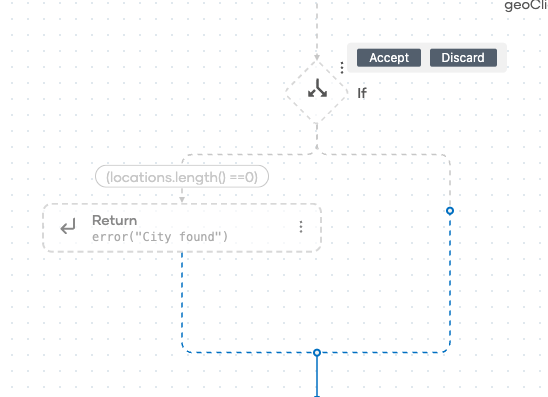 geoCli
Accept Discard
If
(locations.length() ==0)
Return
error("City found")